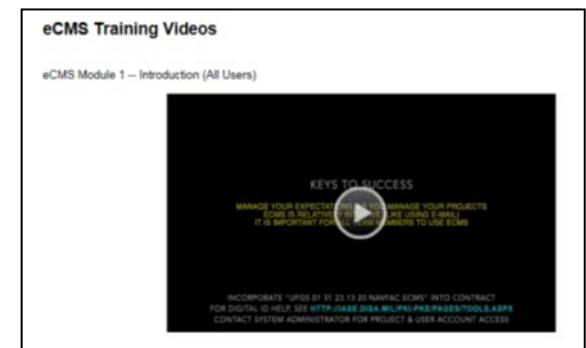 eCMS Training Videos
eCMS Module 1 -- Introduction (All Users)
KEYS TO SUCCESS
MANAGE YOUR EXPECTATIONS MANAGE YOUR PROJECTS
ECMS IS RELATIVELY LIKE USING E-MAIL)
IT IS IMPORTANT FOR MEMBERS TO USE ECMS
INCORPORATE "UFGS 01 31 23.13 20 NAVFAC ECMS" INTO CONTRACT
FOR DIGITAL ID HELP, SEE HTTP://IASE.DISA.MIL/PKI-PKE/PAGES/TOOLS.ASPX
CONTACT SYSTEM ADMINISTRATOR FOR PROJECT & USER ACCOUNT ACCESS